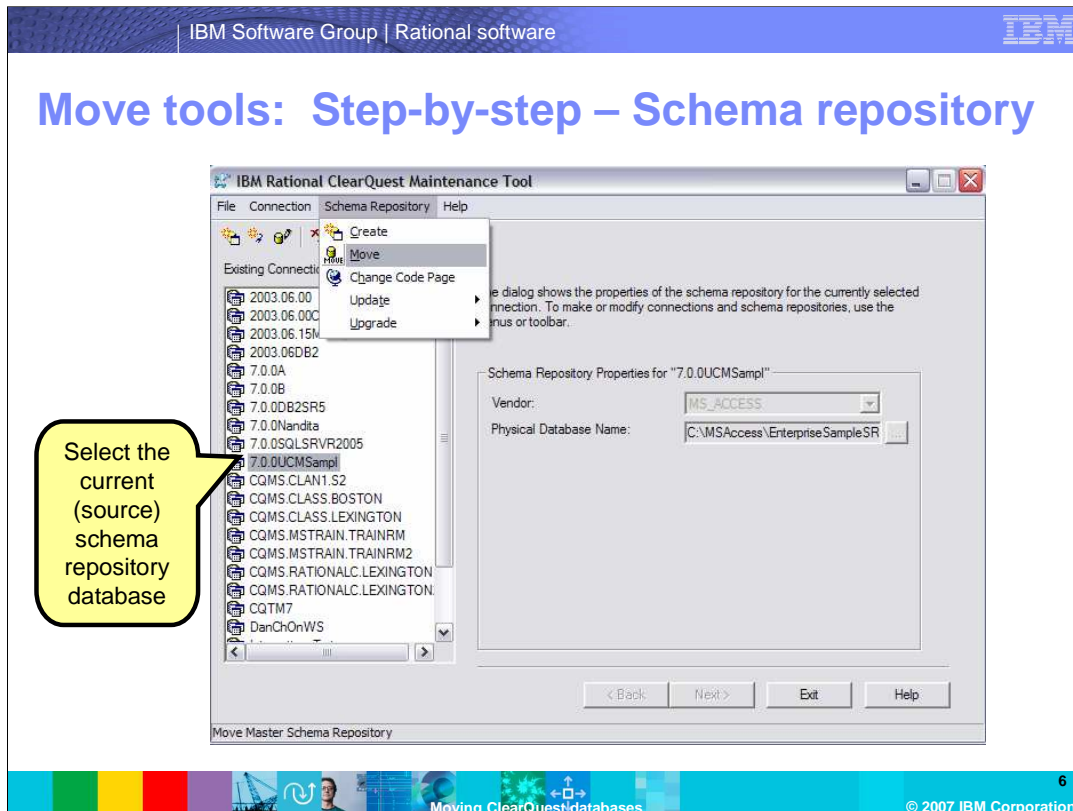 IBM Software Group | Rational software
IBM
Move tools: Step-by-step – Schema repository
IBM Rational ClearQuest Maintenance Tool
File Connection Schema Repository Help
Create
MOVE Move
Change Code Page
Update
Upgrade
Existing Connectio
e dialog shows the properties of the schema repository for the currently selected
nnection. To make or modify connections and schema repositories, use the
enus or toolbar.
2003.06.00
2003.06.00C
2003.06.15M
2003.06DB2
7.0.0A
7.0.0B
7.0.0DB2SR5
7.0.0Nandita
7.0.0SQLSRVR2005
7.0.0UCMSampl
CQMS.CLAN1.S2
CQMS.CLASS.BOSTON
CQMS.CLASS.LEXINGTON
CQMS.MSTRAIN.TRAINRM
CQMS.MSTRAIN.TRAINRM2
CQMS.RATIONALC.LEXINGTON
CQMS.RATIONALC.LEXINGTON.
CQTM7
DanChOnWS
Schema Repository Properties for "7.0.0UCMSampl"
Vendor: MS_ACCESS
Physical Database Name: C:\MSAccess\EnterpriseSampleSR ...
Select the
current
(source)
schema
repository
database
< Back Next > Exit Help
Move Master Schema Repository
6
Moving ClearQuest databases
© 2007 IBM Corporation